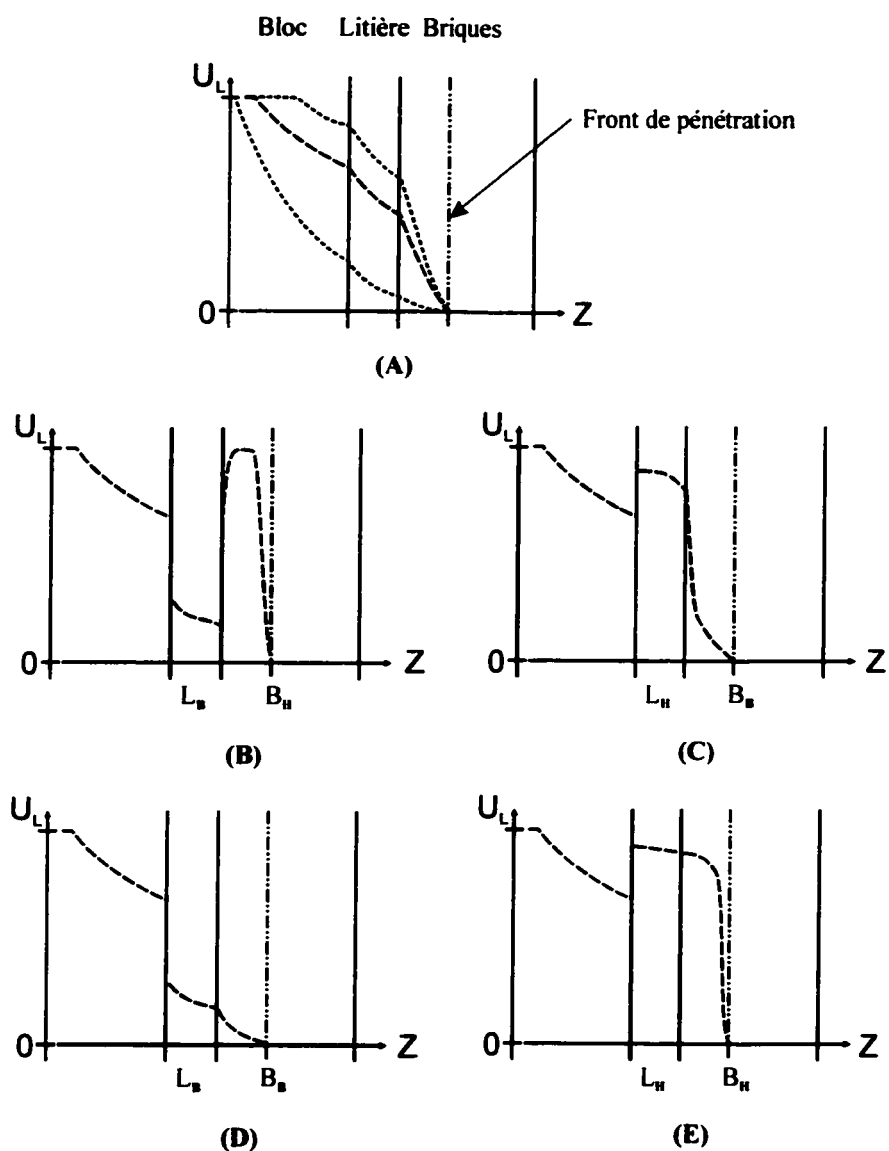 Bloc Litière Briques
U_L
Front de pénétration
0 Z
(A)
U_L
0 Z
L_B B_H
(B)
U_L
0 Z
L_H B_B
(C)
U_L
0 Z
L_B B_B
(D)
U_L
0 Z
L_H B_H
(E)